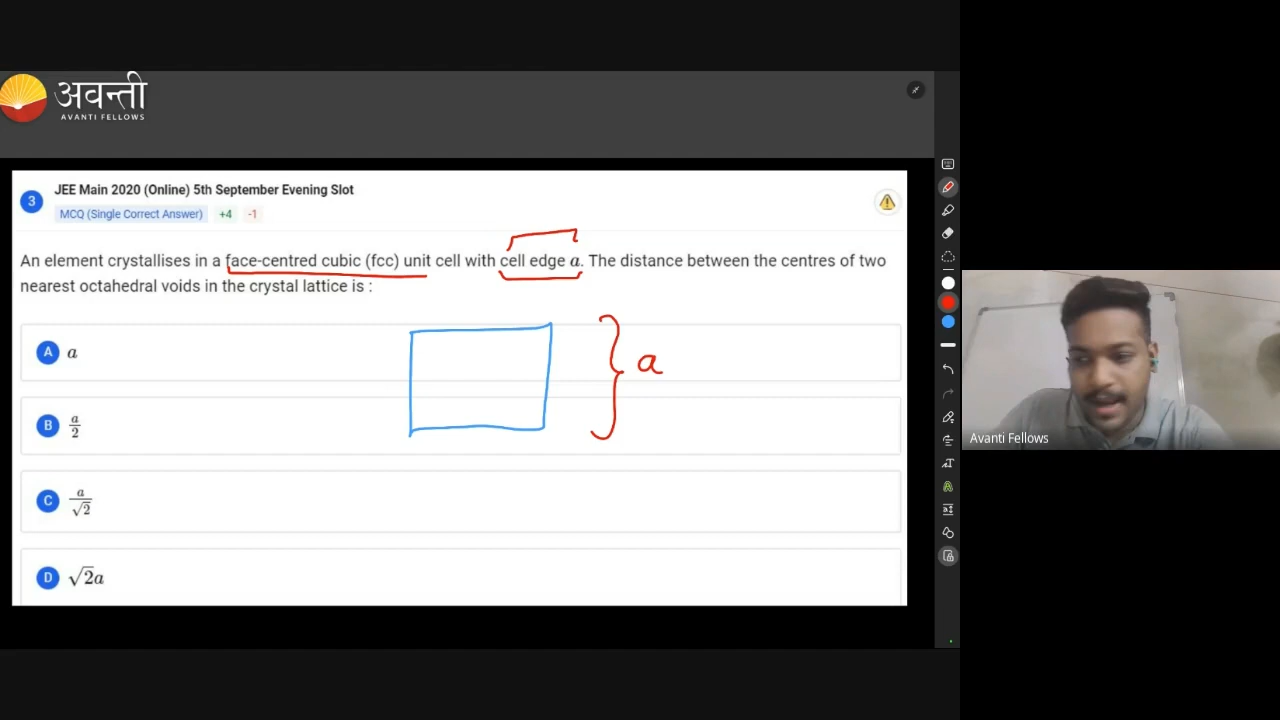 अवन्ती
AVANTI FELLOWS
3
JEE Main 2020 (Online) 5th September Evening Slot
MCQ (Single Correct Answer) +4 -1
An element crystallises in a face-centred cubic (fcc) unit cell with cell edge a. The distance between the centres of two
nearest octahedral voids in the crystal lattice is :
A a
a
B a/2
C a/√2
D √2a
Avanti Fellows